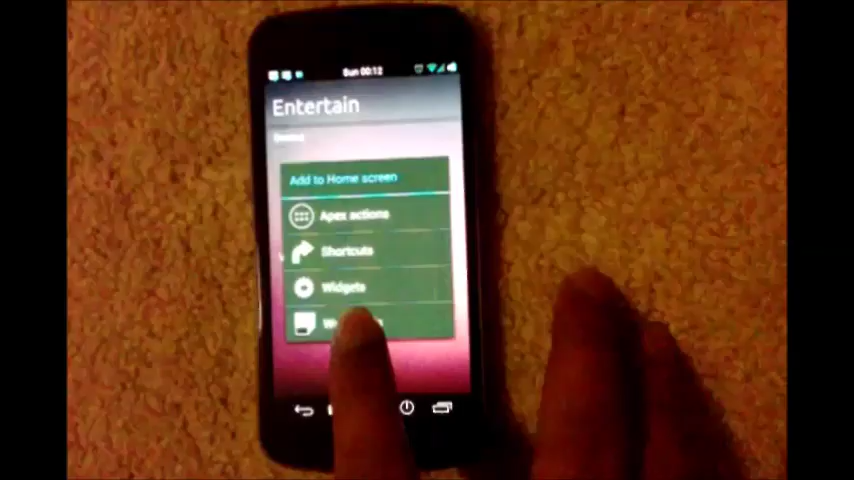 Sun 00:12
Entertain
Add to Home screen
Apex actions
Shortcuts
Widgets